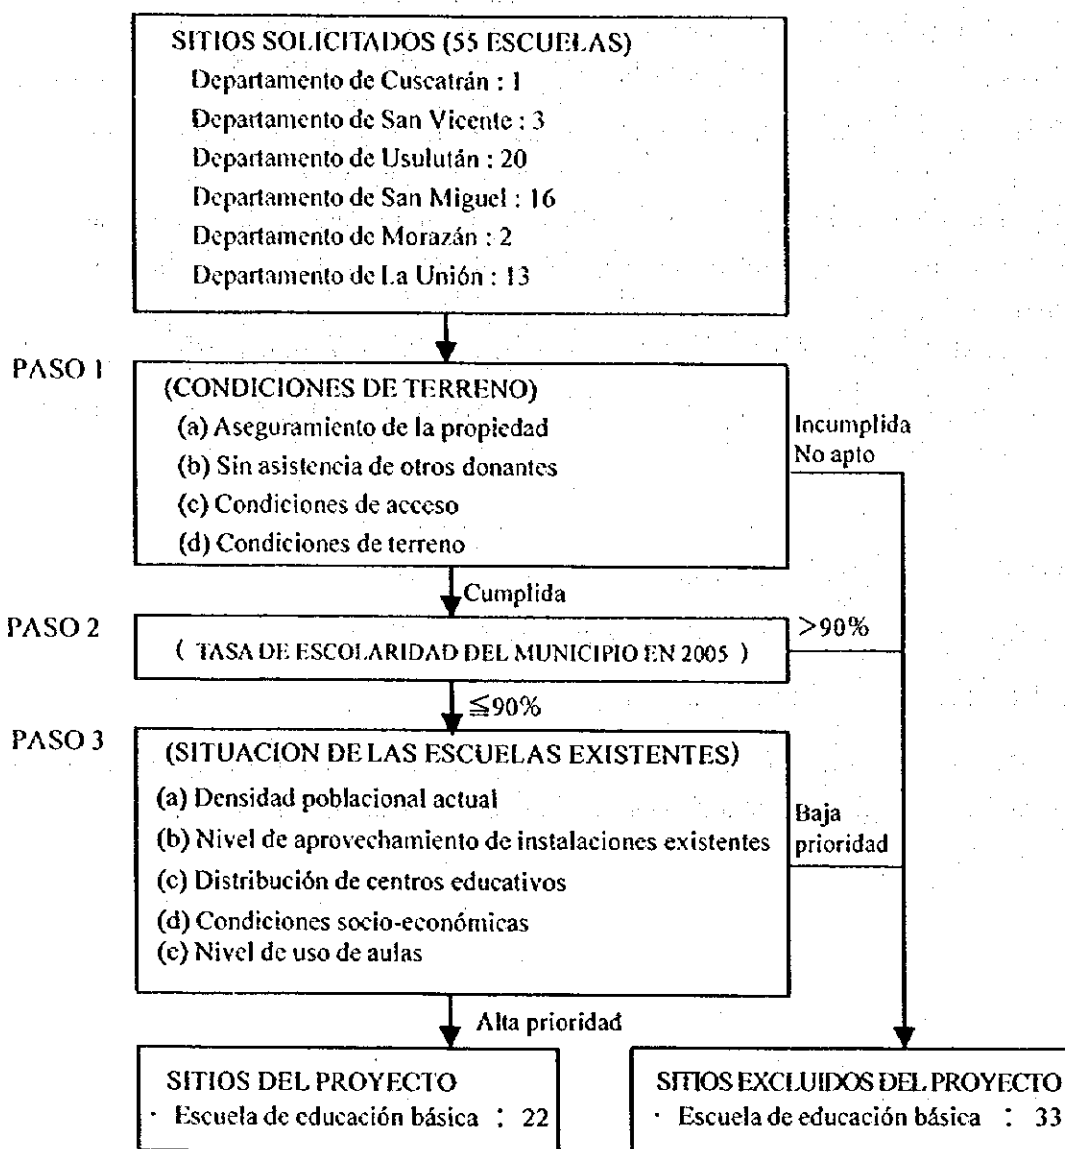 SITIOS SOLICITADOS (55 ESCUELAS)
Departamento de Cuscatrán : 1
Departamento de San Vicente : 3
Departamento de Usulután : 20
Departamento de San Miguel : 16
Departamento de Morazán : 2
Departamento de La Unión : 13
PASO 1
(CONDICIONES DE TERRENO)
(a) Aseguramiento de la propiedad
(b) Sin asistencia de otros donantes
(c) Condiciones de acceso
(d) Condiciones de terreno
Incumplida
No apto
Cumplida
PASO 2
( TASA DE ESCOLARIDAD DEL MUNICIPIO EN 2005 )
>90%
≦90%
PASO 3
(SITUACION DE LAS ESCUELAS EXISTENTES)
(a) Densidad poblacional actual
(b) Nivel de aprovechamiento de instalaciones existentes
(c) Distribución de centros educativos
(d) Condiciones socio-económicas
(e) Nivel de uso de aulas
Baja
prioridad
Alta prioridad
SITIOS DEL PROYECTO
· Escuela de educación básica : 22
SITIOS EXCLUIDOS DEL PROYECTO
· Escuela de educación básica : 33